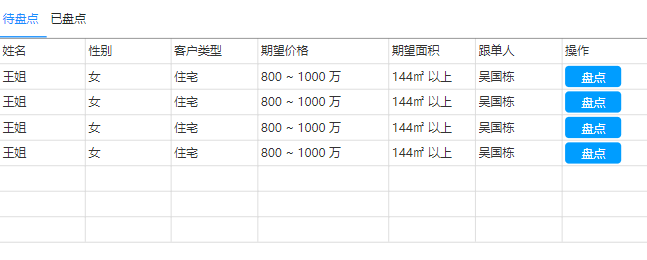 待盘点 已盘点
姓名 性别 客户类型 期望价格 期望面积 跟单人 操作
王姐 女 住宅 800 ~ 1000 万 144㎡ 以上 吴国栋 盘点
王姐 女 住宅 800 ~ 1000 万 144㎡ 以上 吴国栋 盘点
王姐 女 住宅 800 ~ 1000 万 144㎡ 以上 吴国栋 盘点
王姐 女 住宅 800 ~ 1000 万 144㎡ 以上 吴国栋 盘点